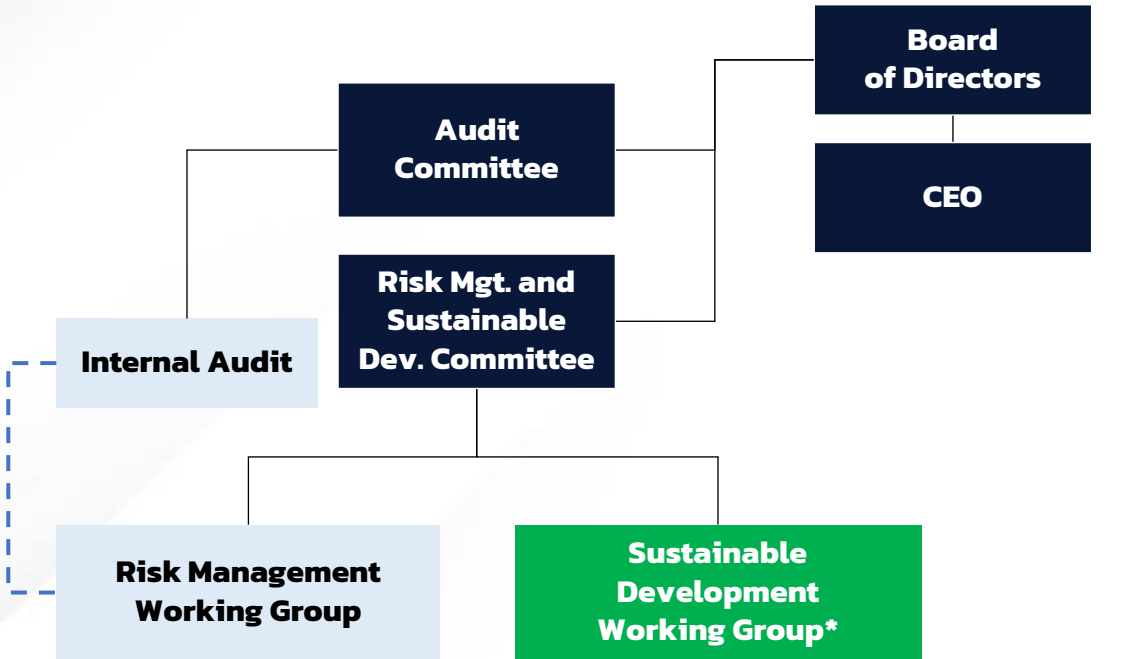 Board
of Directors
Audit
Committee
CEO
Risk Mgt. and
Sustainable
Dev. Committee
Internal Audit
Risk Management
Working Group
Sustainable
Development
Working Group*